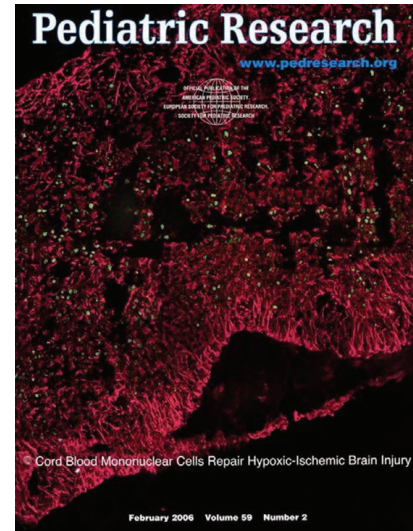 Pediatric Research
www.pedresearch.org
OFFICIAL PUBLICATION OF THE
AMERICAN PEDIATRIC SOCIETY,
EUROPEAN SOCIETY FOR PAEDIATRIC RESEARCH,
SOCIETY FOR PEDIATRIC RESEARCH
© Cord Blood Mononuclear Cells Repair Hypoxic-Ischemic Brain Injury
February 2006 Volume 59 Number 2